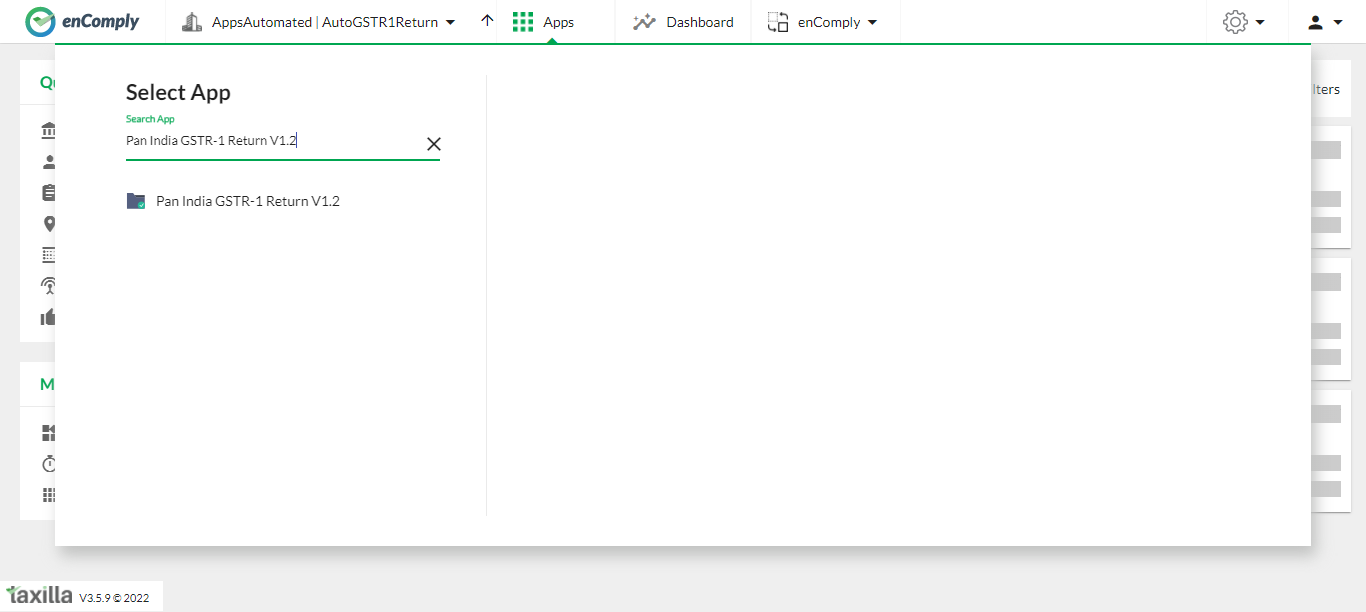 enComply
AppsAutomated | AutoGSTR1Return
Apps
Dashboard
enComply
Select App
Search App
Pan India GSTR-1 Return V1.2
Pan India GSTR-1 Return V1.2
Qu
lters
M
taxilla V3.5.9 © 2022